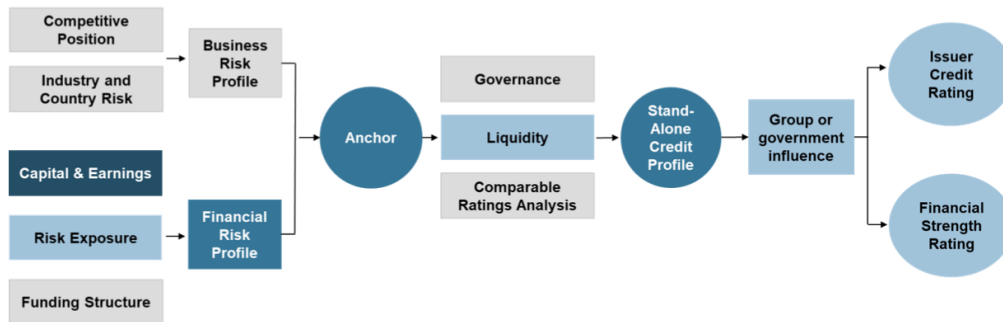 Competitive
Position
Industry and
Country Risk
Business
Risk
Profile
Capital & Earnings
Risk Exposure
Funding Structure
Financial
Risk
Profile
Anchor
Governance
Liquidity
Comparable
Ratings Analysis
Stand-
Alone
Credit
Profile
Group or
government
influence
Issuer
Credit
Rating
Financial
Strength
Rating